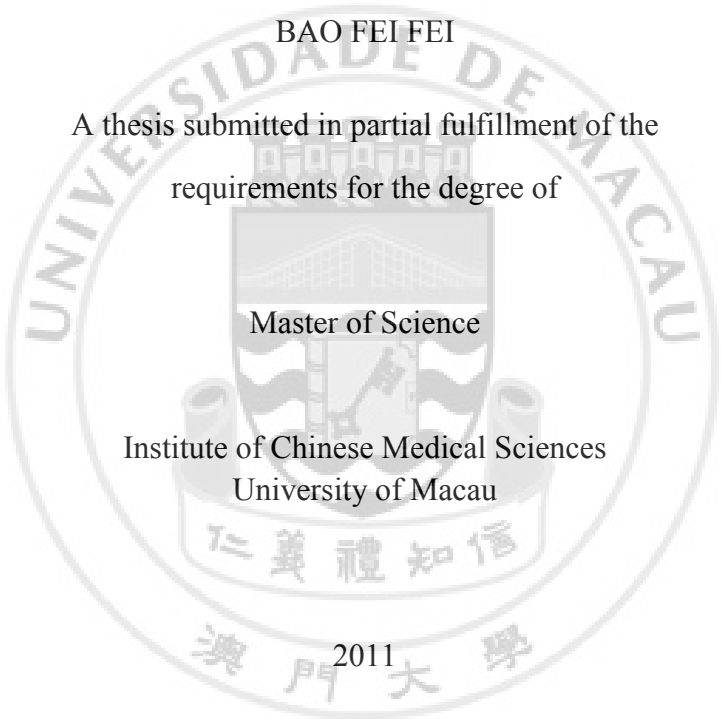 BAO FEI FEI
A thesis submitted in partial fulfillment of the
requirements for the degree of
Master of Science
Institute of Chinese Medical Sciences
University of Macau
2011
UNIVERSIDADE DE MACAU
仁義禮知信
澳門大學